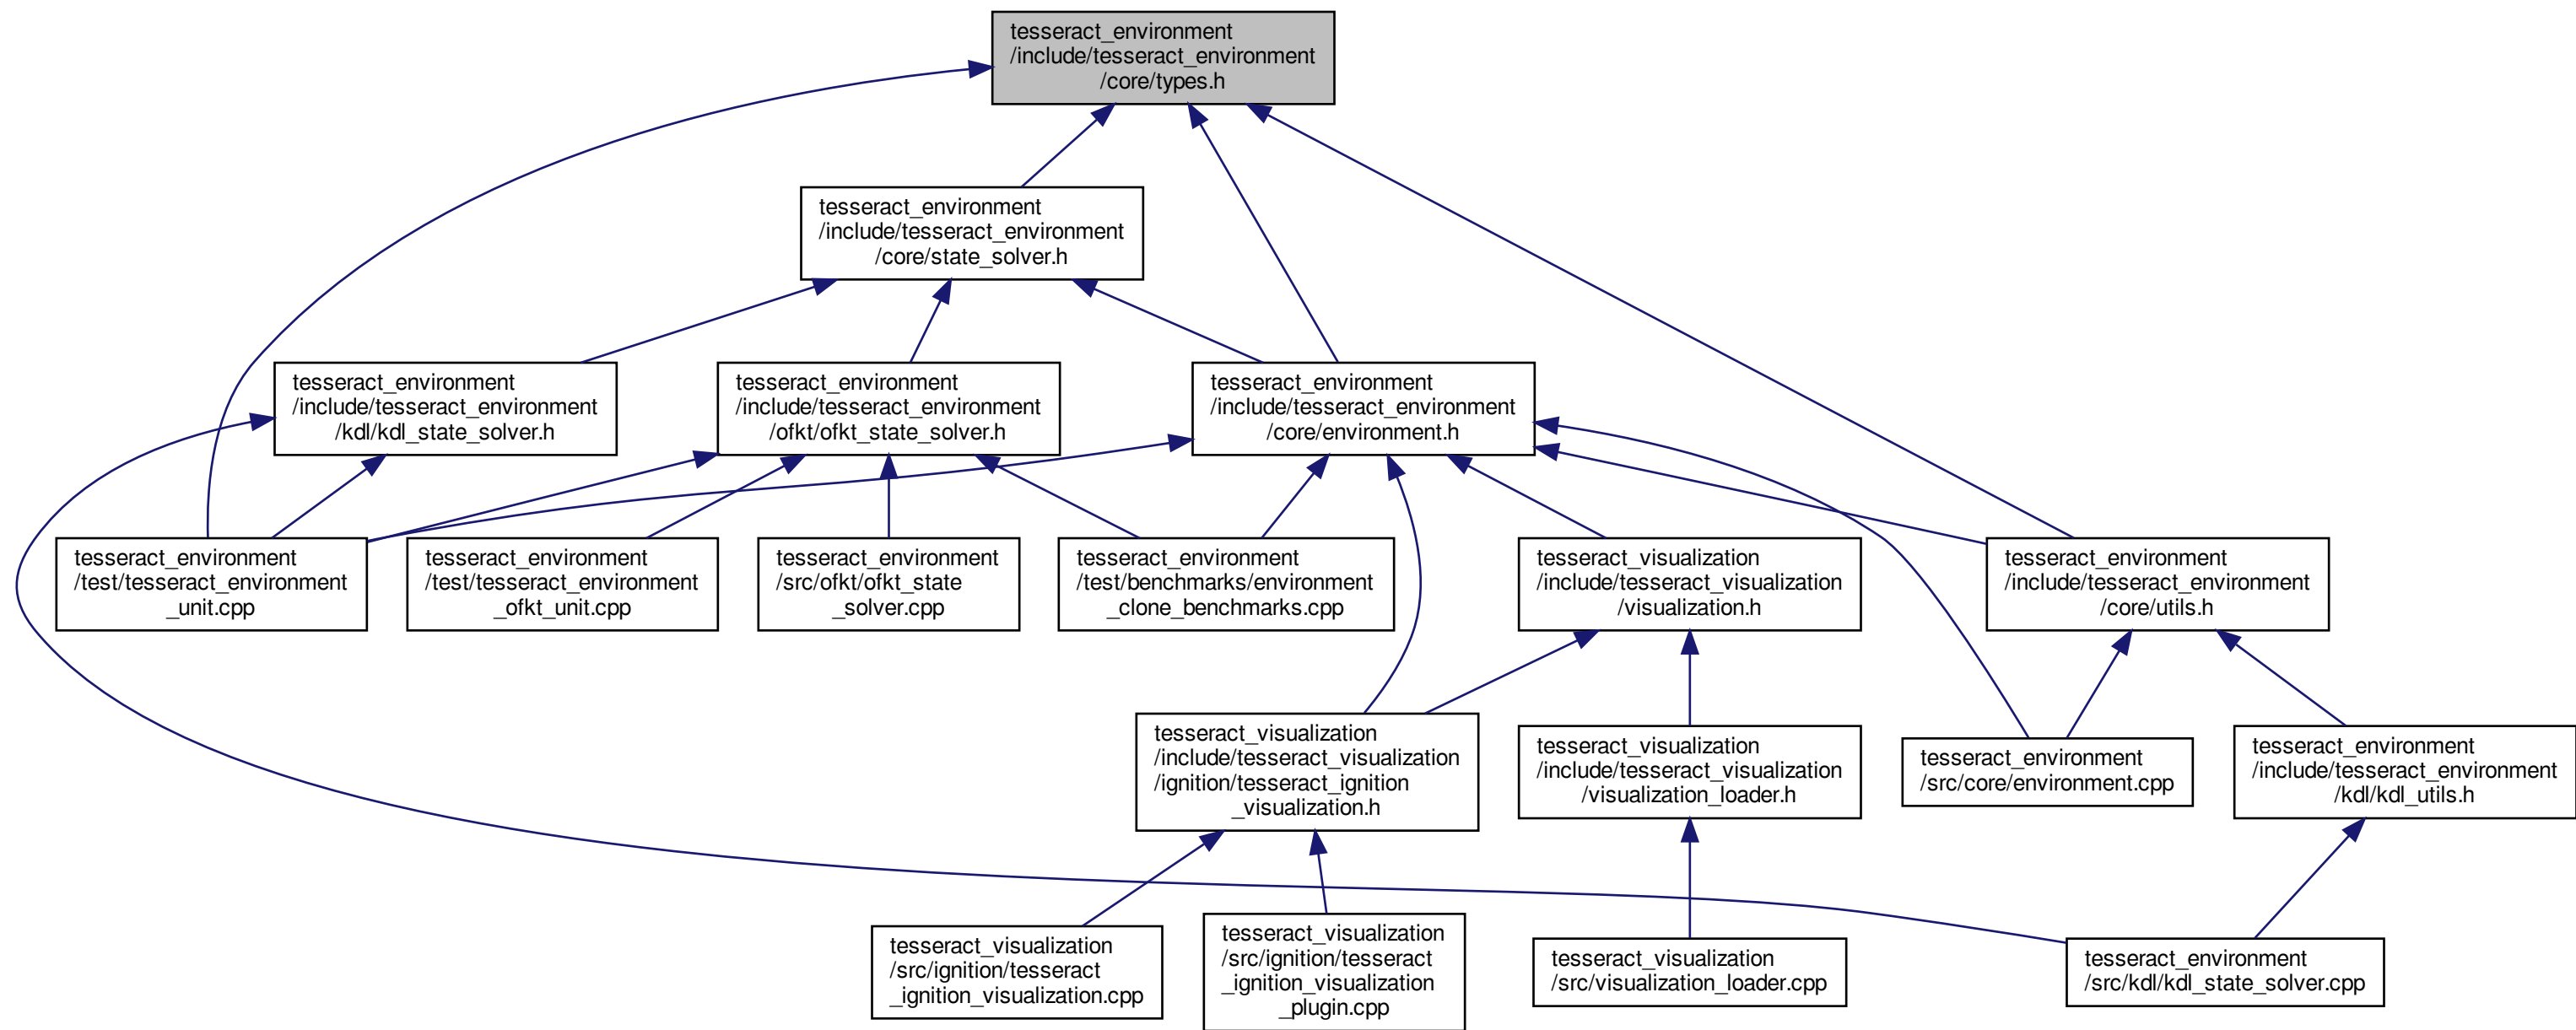 tesseract_environment
/include/tesseract_environment
/core/types.h
tesseract_environment
/include/tesseract_environment
/core/state_solver.h
tesseract_environment
/include/tesseract_environment
/kdl/kdl_state_solver.h
tesseract_environment
/include/tesseract_environment
/ofkt/ofkt_state_solver.h
tesseract_environment
/include/tesseract_environment
/core/environment.h
tesseract_environment
/test/tesseract_environment
_unit.cpp
tesseract_environment
/test/tesseract_environment
_ofkt_unit.cpp
tesseract_environment
/src/ofkt/ofkt_state
_solver.cpp
tesseract_environment
/test/benchmarks/environment
_clone_benchmarks.cpp
tesseract_visualization
/include/tesseract_visualization
/visualization.h
tesseract_environment
/include/tesseract_environment
/core/utils.h
tesseract_visualization
/include/tesseract_visualization
/ignition/tesseract_ignition
_visualization.h
tesseract_visualization
/include/tesseract_visualization
/visualization_loader.h
tesseract_environment
/src/core/environment.cpp
tesseract_environment
/include/tesseract_environment
/kdl/kdl_utils.h
tesseract_visualization
/src/ignition/tesseract
_ignition_visualization.cpp
tesseract_visualization
/src/ignition/tesseract
_ignition_visualization
_plugin.cpp
tesseract_visualization
/src/visualization_loader.cpp
tesseract_environment
/src/kdl/kdl_state_solver.cpp